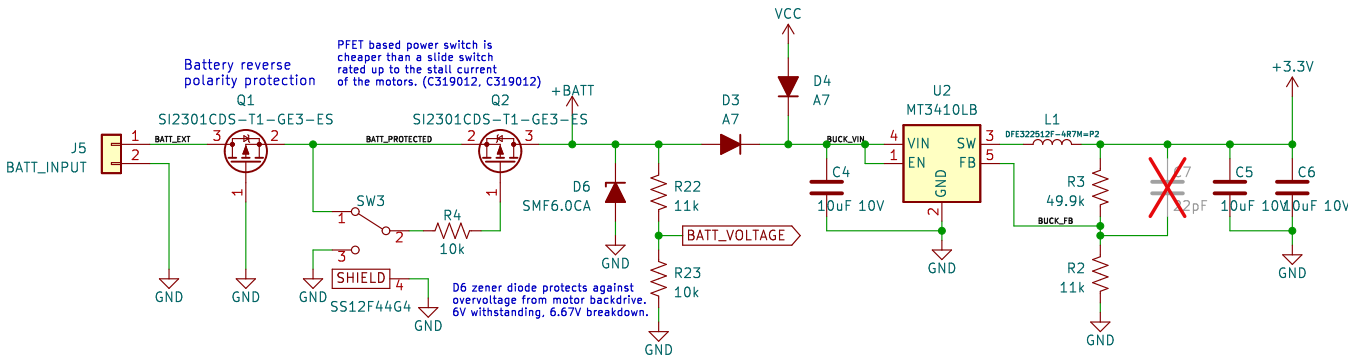 VCC
PFET based power switch is
cheaper than a slide switch
rated up to the stall current
of the motors. (C319012, C319012)
Battery reverse
polarity protection
+3.3V
+BATT
Q1
SI2301CDS-T1-GE3-ES
Q2
SI2301CDS-T1-GE3-ES
D3
A7
D4
A7
U2
MT3410LB
L1
DFE322512F-4R7M=P2
J5
BATT_INPUT
1
2
BATT_EXT
3
2
1
BATT_PROTECTED
2
3
1
BUCK_VIN
4
VIN
1
EN
SW
3
FB
5
GND
2
D6
SMF6.0CA
R22
11k
C4
10uF 10V
R3
49.9k
C7
22pF
C5
10uF 10V
C6
10uF 10V
SW3
1
2
3
R4
10k
BATT_VOLTAGE
BUCK_FB
SHIELD
4
SS12F44G4
R23
10k
R2
11k
GND
GND
GND
GND
GND
GND
GND
GND
GND
D6 zener diode protects against
overvoltage from motor backdrive.
6V withstanding, 6.67V breakdown.